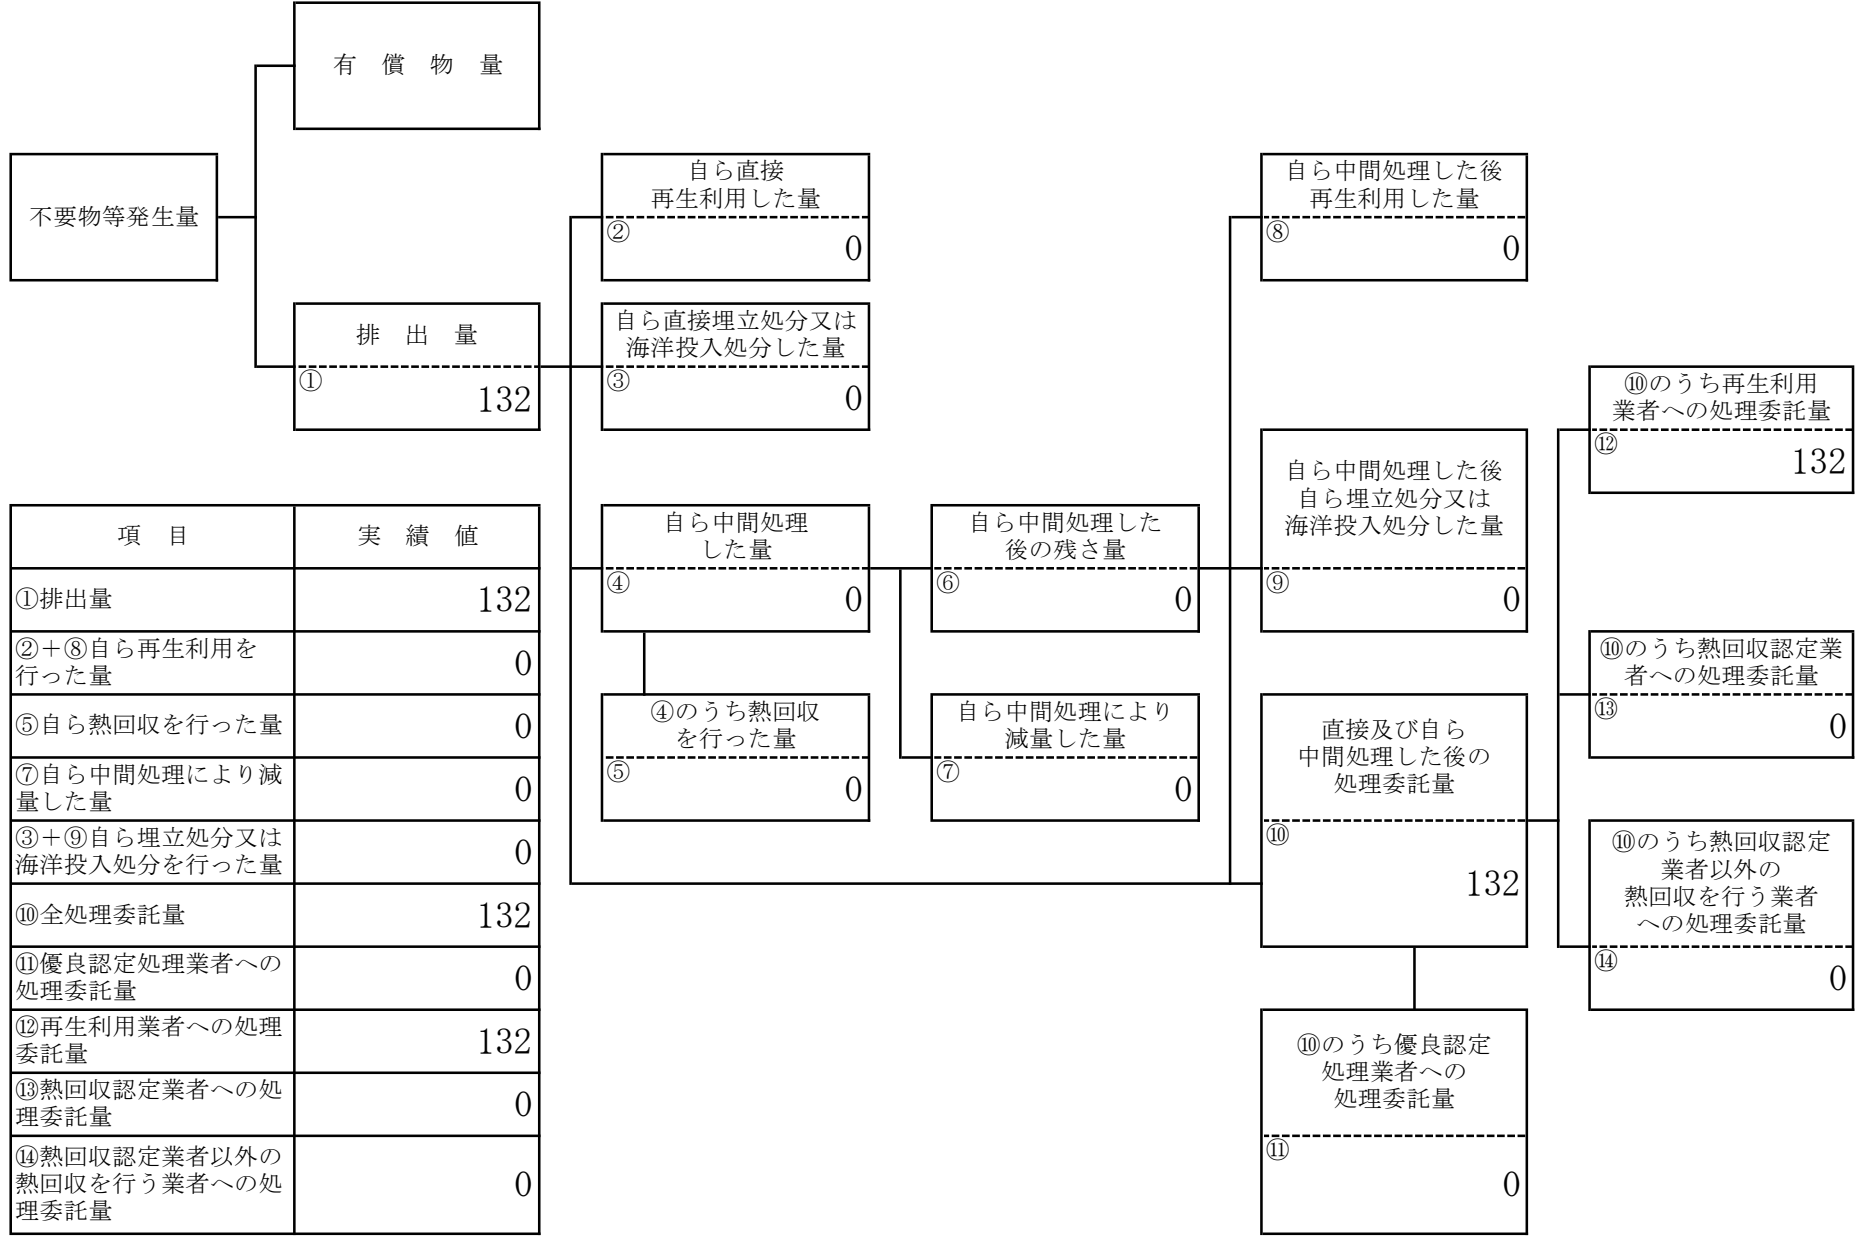 有 償 物 量
不要物等発生量
排 出 量
①
132
自ら直接
再生利用した量
②
0
自ら直接埋立処分又は
海洋投入処分した量
③
0
自ら中間処理
した量
④
0
④のうち熱回収
を行った量
⑤
0
自ら中間処理した
後の残さ量
⑥
0
自ら中間処理により
減量した量
⑦
0
自ら中間処理した後
再生利用した量
⑧
0
自ら中間処理した後
自ら埋立処分又は
海洋投入処分した量
⑨
0
直接及び自ら
中間処理した後の
処理委託量
⑩
132
⑩のうち優良認定
処理業者への
処理委託量
⑪
0
⑩のうち再生利用
業者への処理委託量
⑫
132
⑩のうち熱回収認定業
者への処理委託量
⑬
0
⑩のうち熱回収認定
業者以外の
熱回収を行う業者
への処理委託量
⑭
0
項 目 実 績 値
①排出量 132
②＋⑧自ら再生利用を
行った量 0
⑤自ら熱回収を行った量 0
⑦自ら中間処理により減
量した量 0
③＋⑨自ら埋立処分又は
海洋投入処分を行った量 0
⑩全処理委託量 132
⑪優良認定処理業者への
処理委託量 0
⑫再生利用業者への処理
委託量 132
⑬熱回収認定業者への処
理委託量 0
⑭熱回収認定業者以外の
熱回収を行う業者への処
理委託量 0